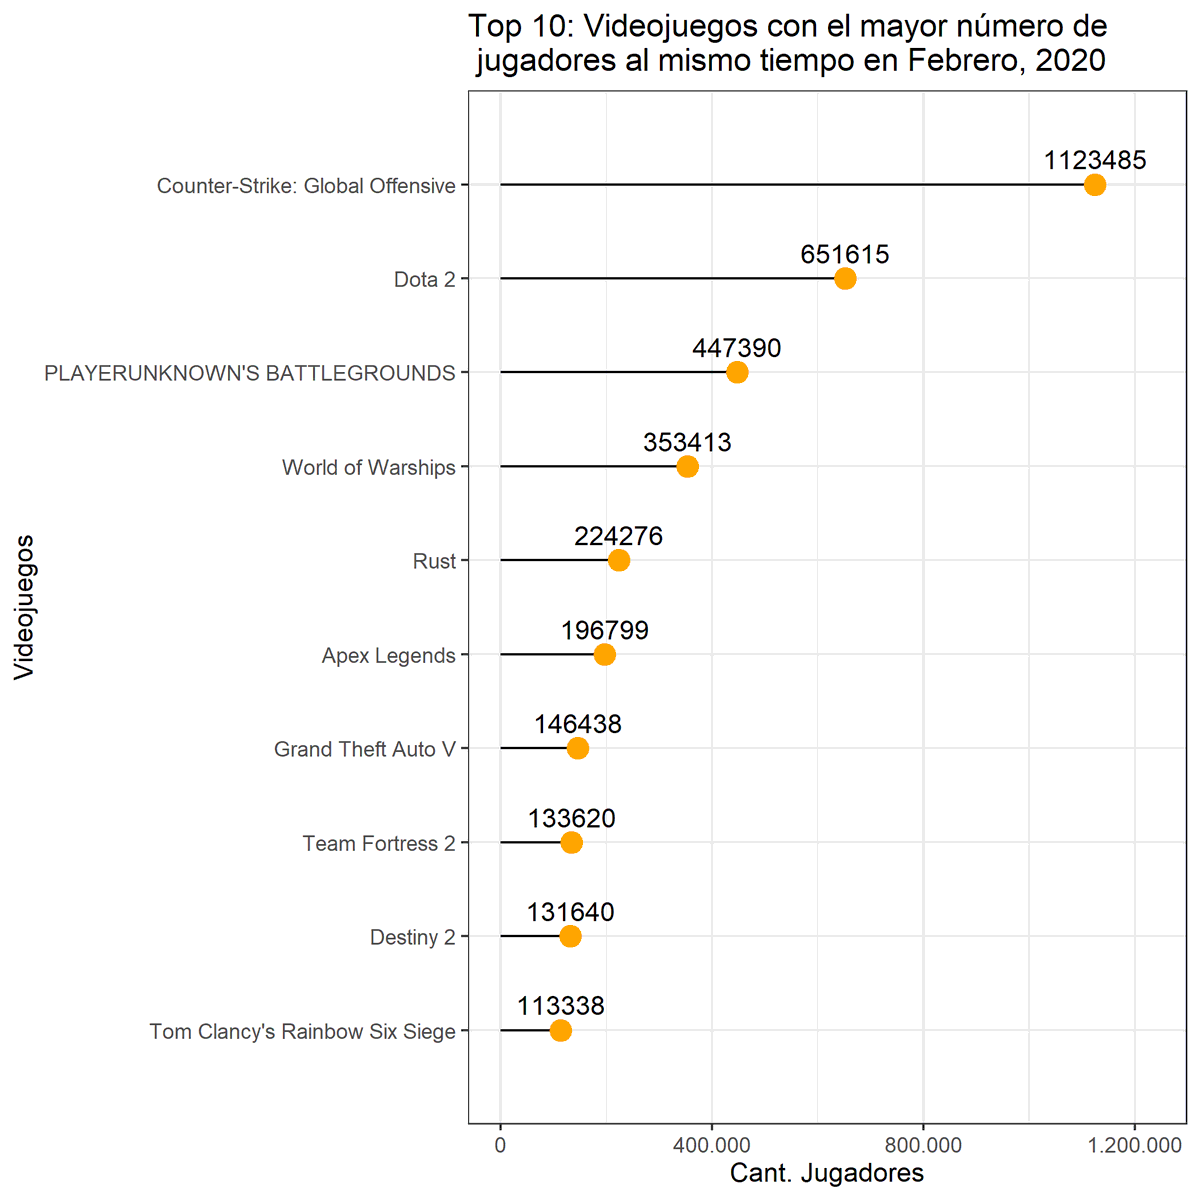 Top 10: Videojuegos con el mayor número de
jugadores al mismo tiempo en Febrero, 2020
Videojuegos
Counter-Strike: Global Offensive
1123485
Dota 2
651615
PLAYERUNKNOWN'S BATTLEGROUNDS
447390
World of Warships
353413
Rust
224276
Apex Legends
196799
Grand Theft Auto V
146438
Team Fortress 2
133620
Destiny 2
131640
Tom Clancy's Rainbow Six Siege
113338
0 400.000 800.000 1.200.000
Cant. Jugadores